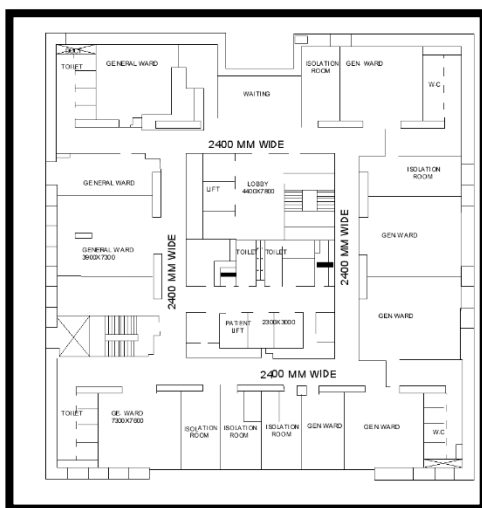 DUCT
TOILET
GENERAL WARD
ISOLATION
ROOM
GEN WARD
W.C
WAITING
2400 MM WIDE
GENERAL WARD
LIFT
LOBBY
4400X7800
ISOLATION
ROOM
GENERAL WARD
3900X7300
GEN WARD
2400 MM WIDE
2400 MM WIDE
TOILET
TOILET
PATIENT
LIFT
2300X3000
GEN WARD
2400 MM WIDE
TOILET
GE. WARD
7300X7600
ISOLATION
ROOM
ISOLATION
ROOM
ISOLATION
ROOM
GEN WARD
GEN WARD
W.C